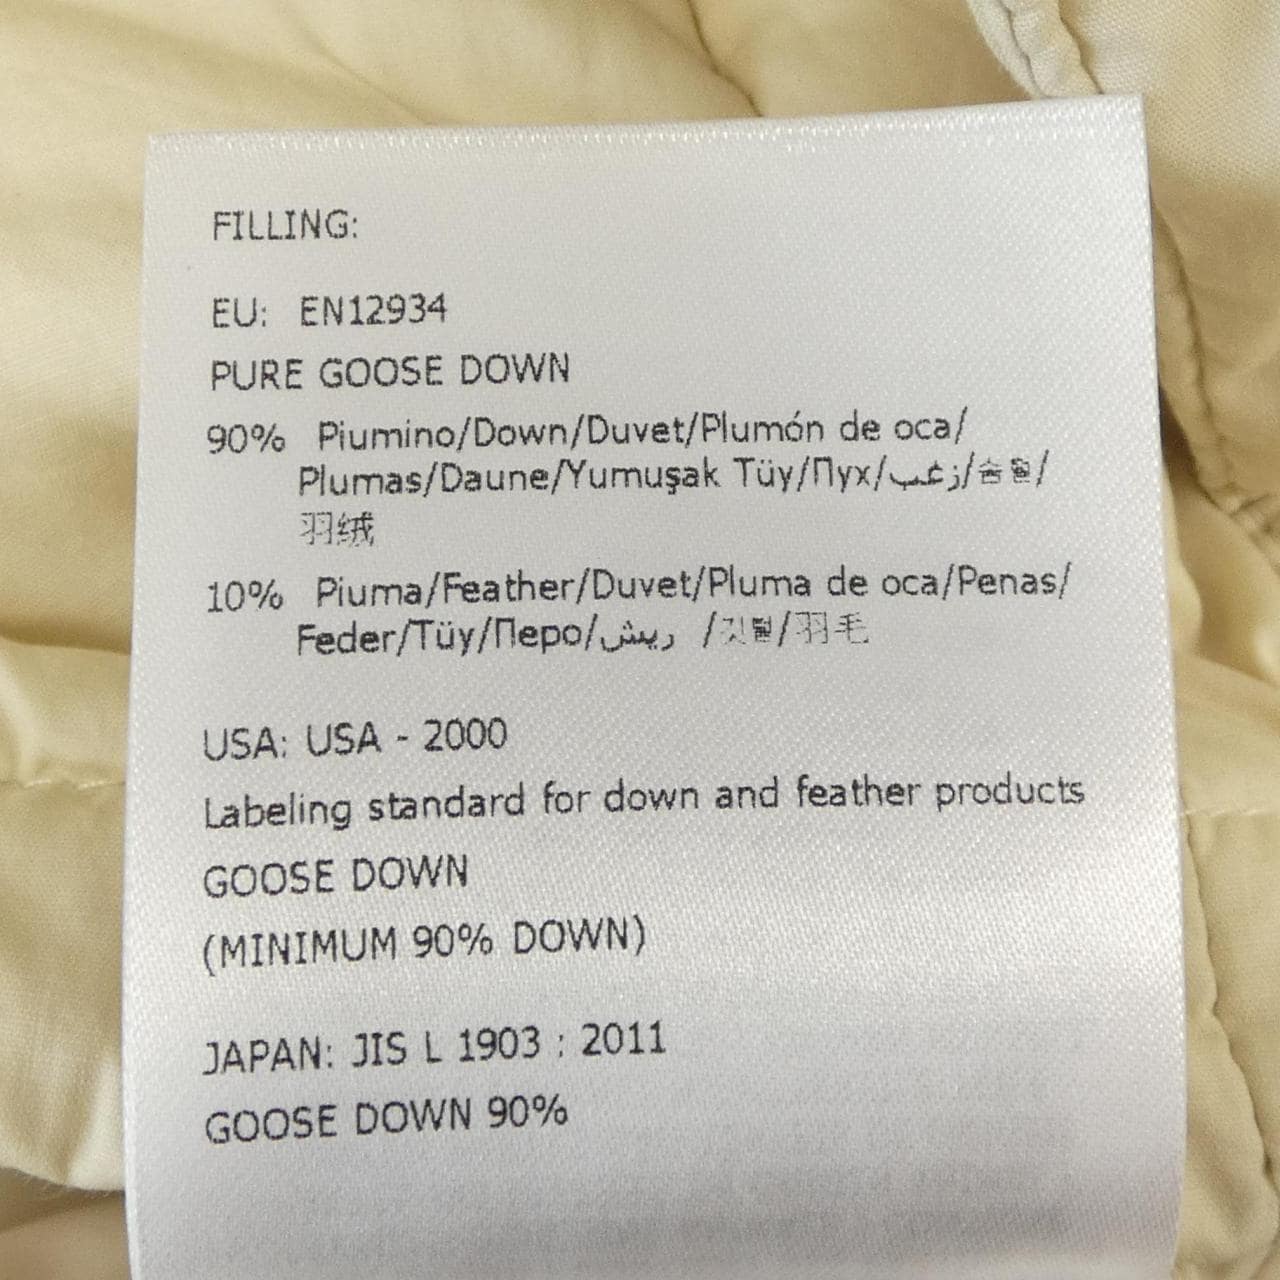 FILLING:
EU: EN12934
PURE GOOSE DOWN
90% Piumino/Down/Duvet/Plumón de oca/
Plumas/Daune/Yumuşak Tüy/Пух/زغب/솜털/
羽绒
10% Piuma/Feather/Duvet/Pluma de oca/Penas/
Feder/Tüy/Перо/ريش /깃털/羽毛
USA: USA - 2000
Labeling standard for down and feather products
GOOSE DOWN
(MINIMUM 90% DOWN)
JAPAN: JIS L 1903 : 2011
GOOSE DOWN 90%